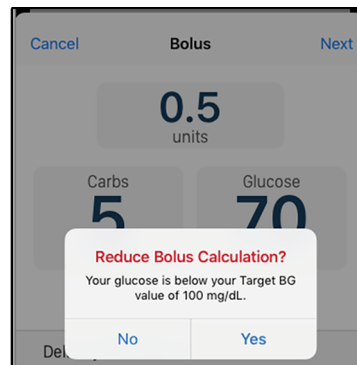 Cancel Bolus Next
0.5
units
Carbs Glucose
5 70
Reduce Bolus Calculation?
Your glucose is below your Target BG
value of 100 mg/dL.
No Yes